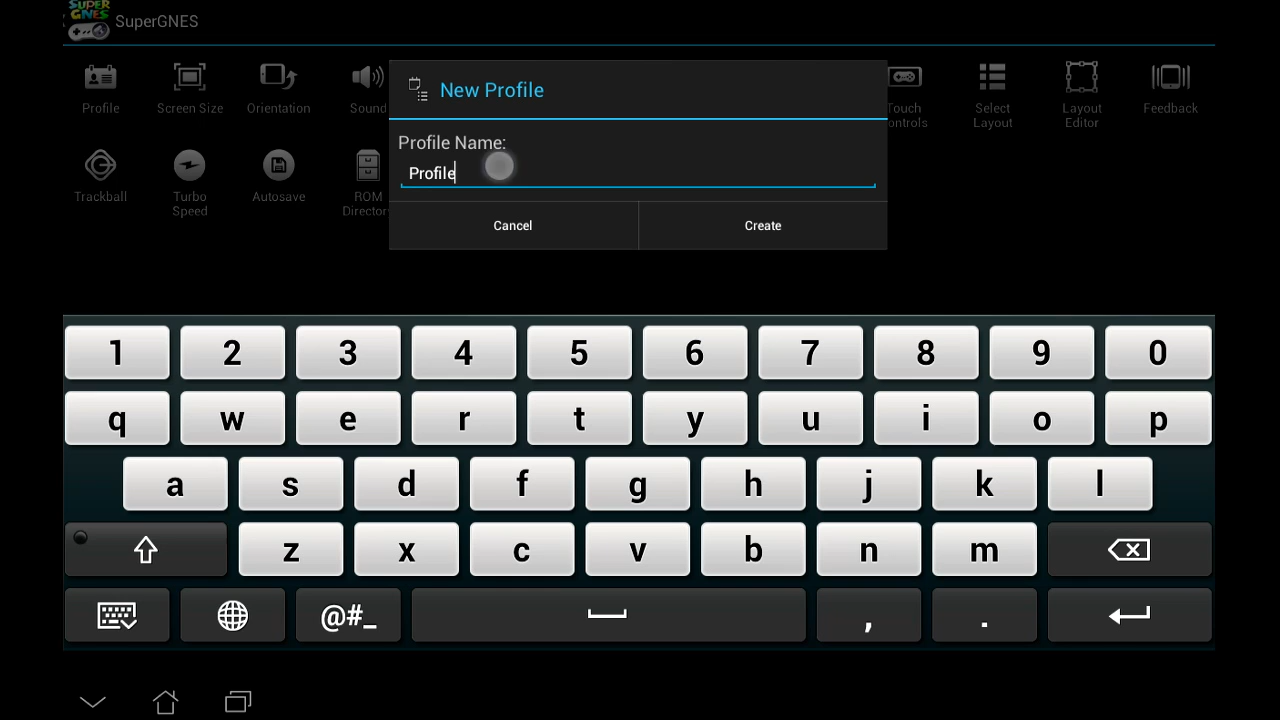 SUPER
GNES
SuperGNES
Profile
Screen Size
Orientation
Sound
Touch
ontrols
Select
Layout
Layout
Editor
Feedback
Trackball
Turbo
Speed
Autosave
ROM
Director
New Profile
Profile Name:
Profile
Cancel
Create
1 2 3 4 5 6 7 8 9 0
q w e r t y u i o p
a s d f g h j k l
z x c v b n m
@#_ , .